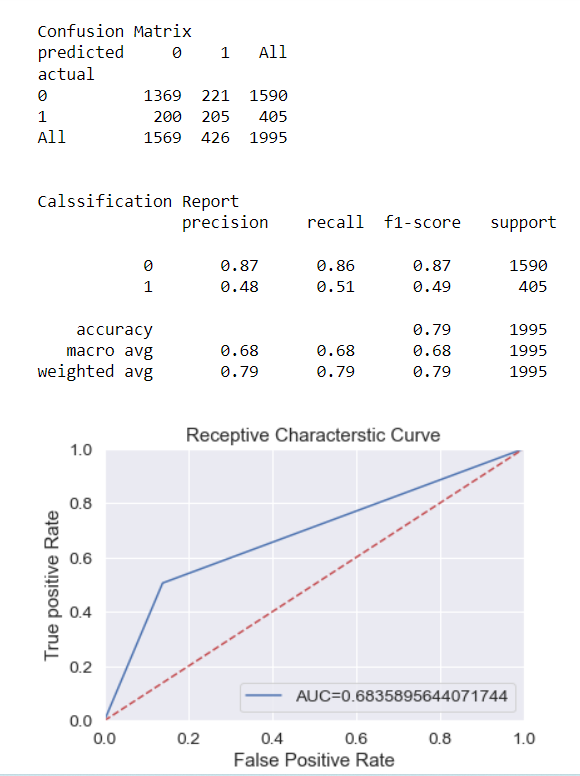 Confusion Matrix
predicted 0 1 All
actual
0 1369 221 1590
1 200 205 405
All 1569 426 1995
Calssification Report
precision recall f1-score support
0 0.87 0.86 0.87 1590
1 0.48 0.51 0.49 405
accuracy 0.79 1995
macro avg 0.68 0.68 0.68 1995
weighted avg 0.79 0.79 0.79 1995
Receptive Characterstic Curve
1.0
0.8
0.6
0.4
0.2
0.0
True positive Rate
AUC=0.6835895644071744
0.0 0.2 0.4 0.6 0.8 1.0
False Positive Rate